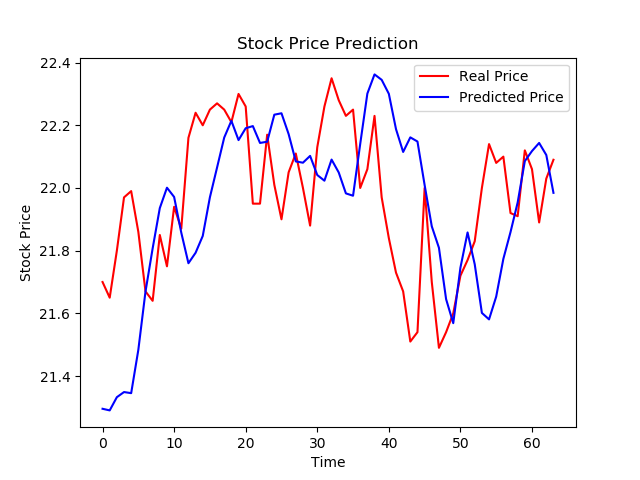 Stock Price Prediction
Real Price
Predicted Price
22.4
22.2
22.0
21.8
21.6
21.4
Stock Price
0 10 20 30 40 50 60
Time